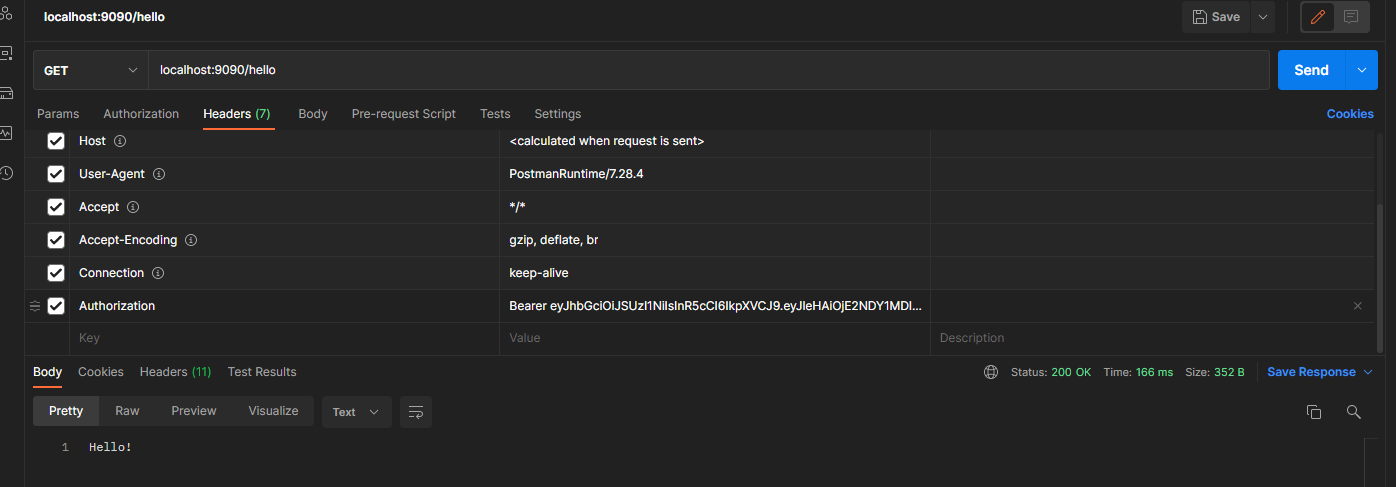 localhost:9090/hello
Save
GET
localhost:9090/hello
Send
Params Authorization Headers (7) Body Pre-request Script Tests Settings Cookies
Host <calculated when request is sent>
User-Agent PostmanRuntime/7.28.4
Accept */*
Accept-Encoding gzip, deflate, br
Connection keep-alive
Authorization Bearer eyJhbGciOiJSUzI1NiIsInR5cCI6IkpXVCJ9.eyJleHAiOjE2NDY1MDI...
Key Value Description
Body Cookies Headers (11) Test Results Status: 200 OK Time: 166 ms Size: 352 B Save Response
Pretty Raw Preview Visualize Text
1 Hello!